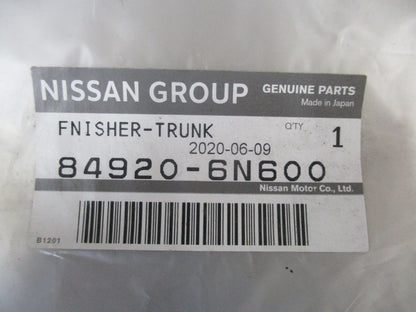 NISSAN GROUP GENUINE PARTS
Made in Japan
FNISHER-TRUNK Q'TY 1
2020-06-09
84920-6N600
Nissan Motor Co., Ltd.
B1201